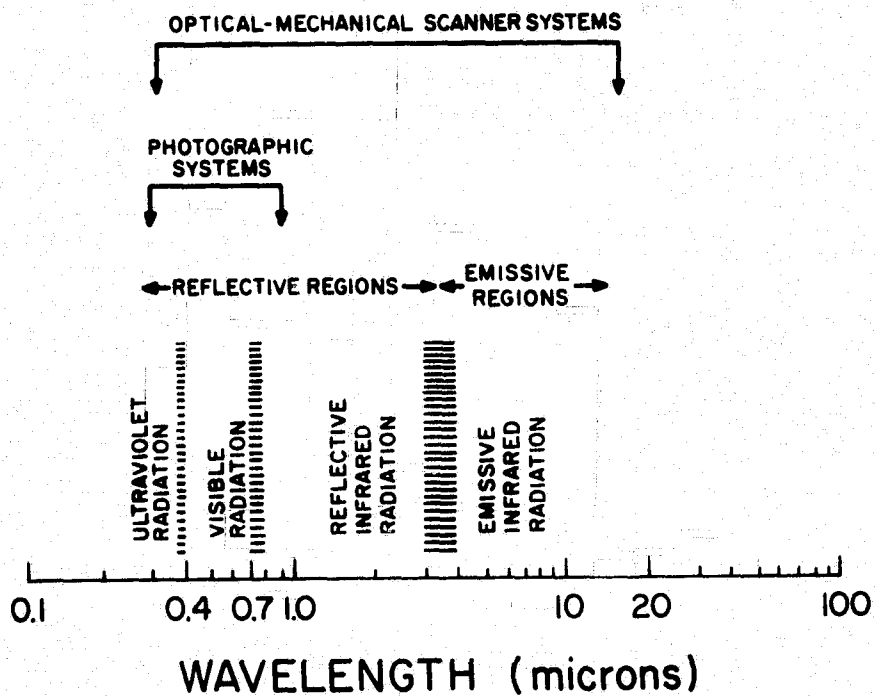 OPTICAL-MECHANICAL SCANNER SYSTEMS
PHOTOGRAPHIC
SYSTEMS
REFLECTIVE REGIONS
EMISSIVE
REGIONS
ULTRAVIOLET
RADIATION
VISIBLE
RADIATION
REFLECTIVE
INFRARED
RADIATION
EMISSIVE
INFRARED
RADIATION
0.1 0.4 0.7 1.0 10 20 100
WAVELENGTH (microns)